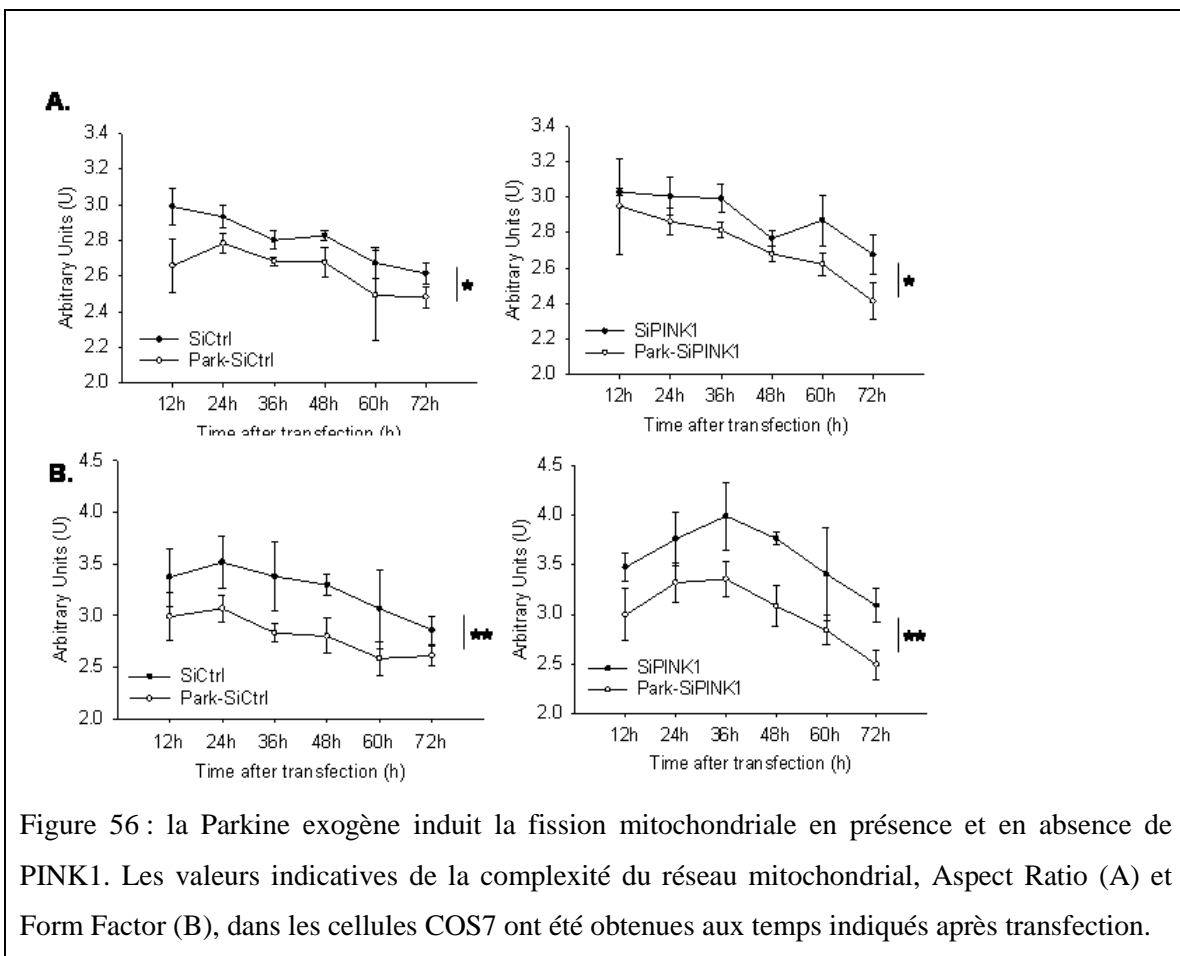 A.
3.4
3.2
3.0
2.8
2.6
2.4
2.2
2.0
Arbitrary Units (U)
SiCtrl
Park-SiCtrl
*
12h 24h 36h 48h 60h 72h
Time after transfection (h)
3.4
3.2
3.0
2.8
2.6
2.4
2.2
2.0
Arbitrary Units (U)
SiPINK1
Park-SiPINK1
*
12h 24h 36h 48h 60h 72h
Time after transfection (h)
B.
4.5
4.0
3.5
3.0
2.5
2.0
Arbitrary Units (U)
SiCtrl
Park-SiCtrl
**
12h 24h 36h 48h 60h 72h
Time after transfection (h)
4.5
4.0
3.5
3.0
2.5
2.0
Arbitrary Units (U)
SiPINK1
Park-SiPINK1
**
12h 24h 36h 48h 60h 72h
Time after transfection (h)
Figure 56 : la Parkine exogène induit la fission mitochondriale en présence et en absence de
PINK1. Les valeurs indicatives de la complexité du réseau mitochondrial, Aspect Ratio (A) et
Form Factor (B), dans les cellules COS7 ont été obtenues aux temps indiqués après transfection.